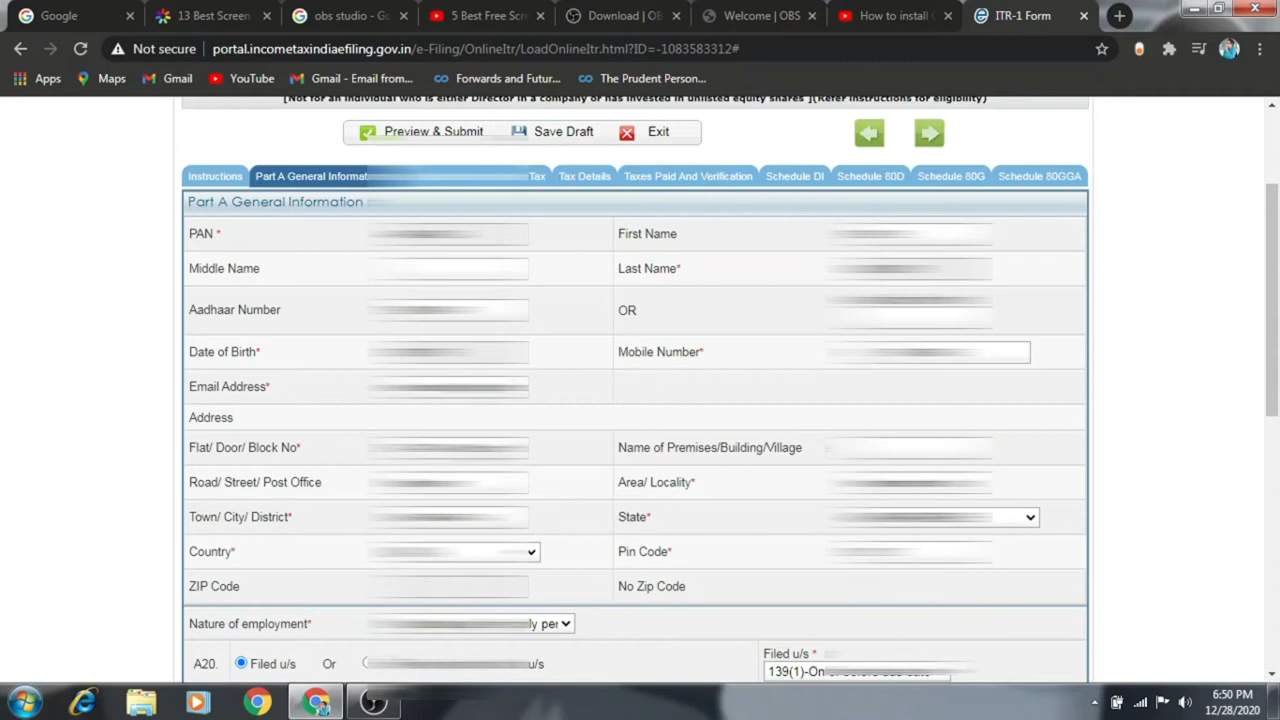 Google
13 Best Screen
obs studio - Go
5 Best Free Scre
Download | OB
Welcome | OBS
How to install O
ITR-1 Form
Not secure portal.incometaxindiaefiling.gov.in/e-Filing/OnlineItr/LoadOnlineItr.html?ID=-1083583312#
Apps Maps Gmail YouTube Gmail - Email from... Forwards and Futur... The Prudent Person...
[Not for an individual who is either Director in a company or has invested in unlisted equity shares ](Refer instructions for eligibility)
Preview & Submit Save Draft Exit
Instructions Part A General Informat Tax Tax Details Taxes Paid And Verification Schedule DI Schedule 80D Schedule 80G Schedule 80GGA
Part A General Information
PAN * First Name
Middle Name Last Name*
Aadhaar Number OR
Date of Birth* Mobile Number*
Email Address*
Address
Flat/ Door/ Block No* Name of Premises/Building/Village
Road/ Street/ Post Office Area/ Locality*
Town/ City/ District* State*
Country* Pin Code*
ZIP Code No Zip Code
Nature of employment* ly per
Filed u/s *
A20. Filed u/s Or u/s
139(1)-On
6:50 PM
12/28/2020